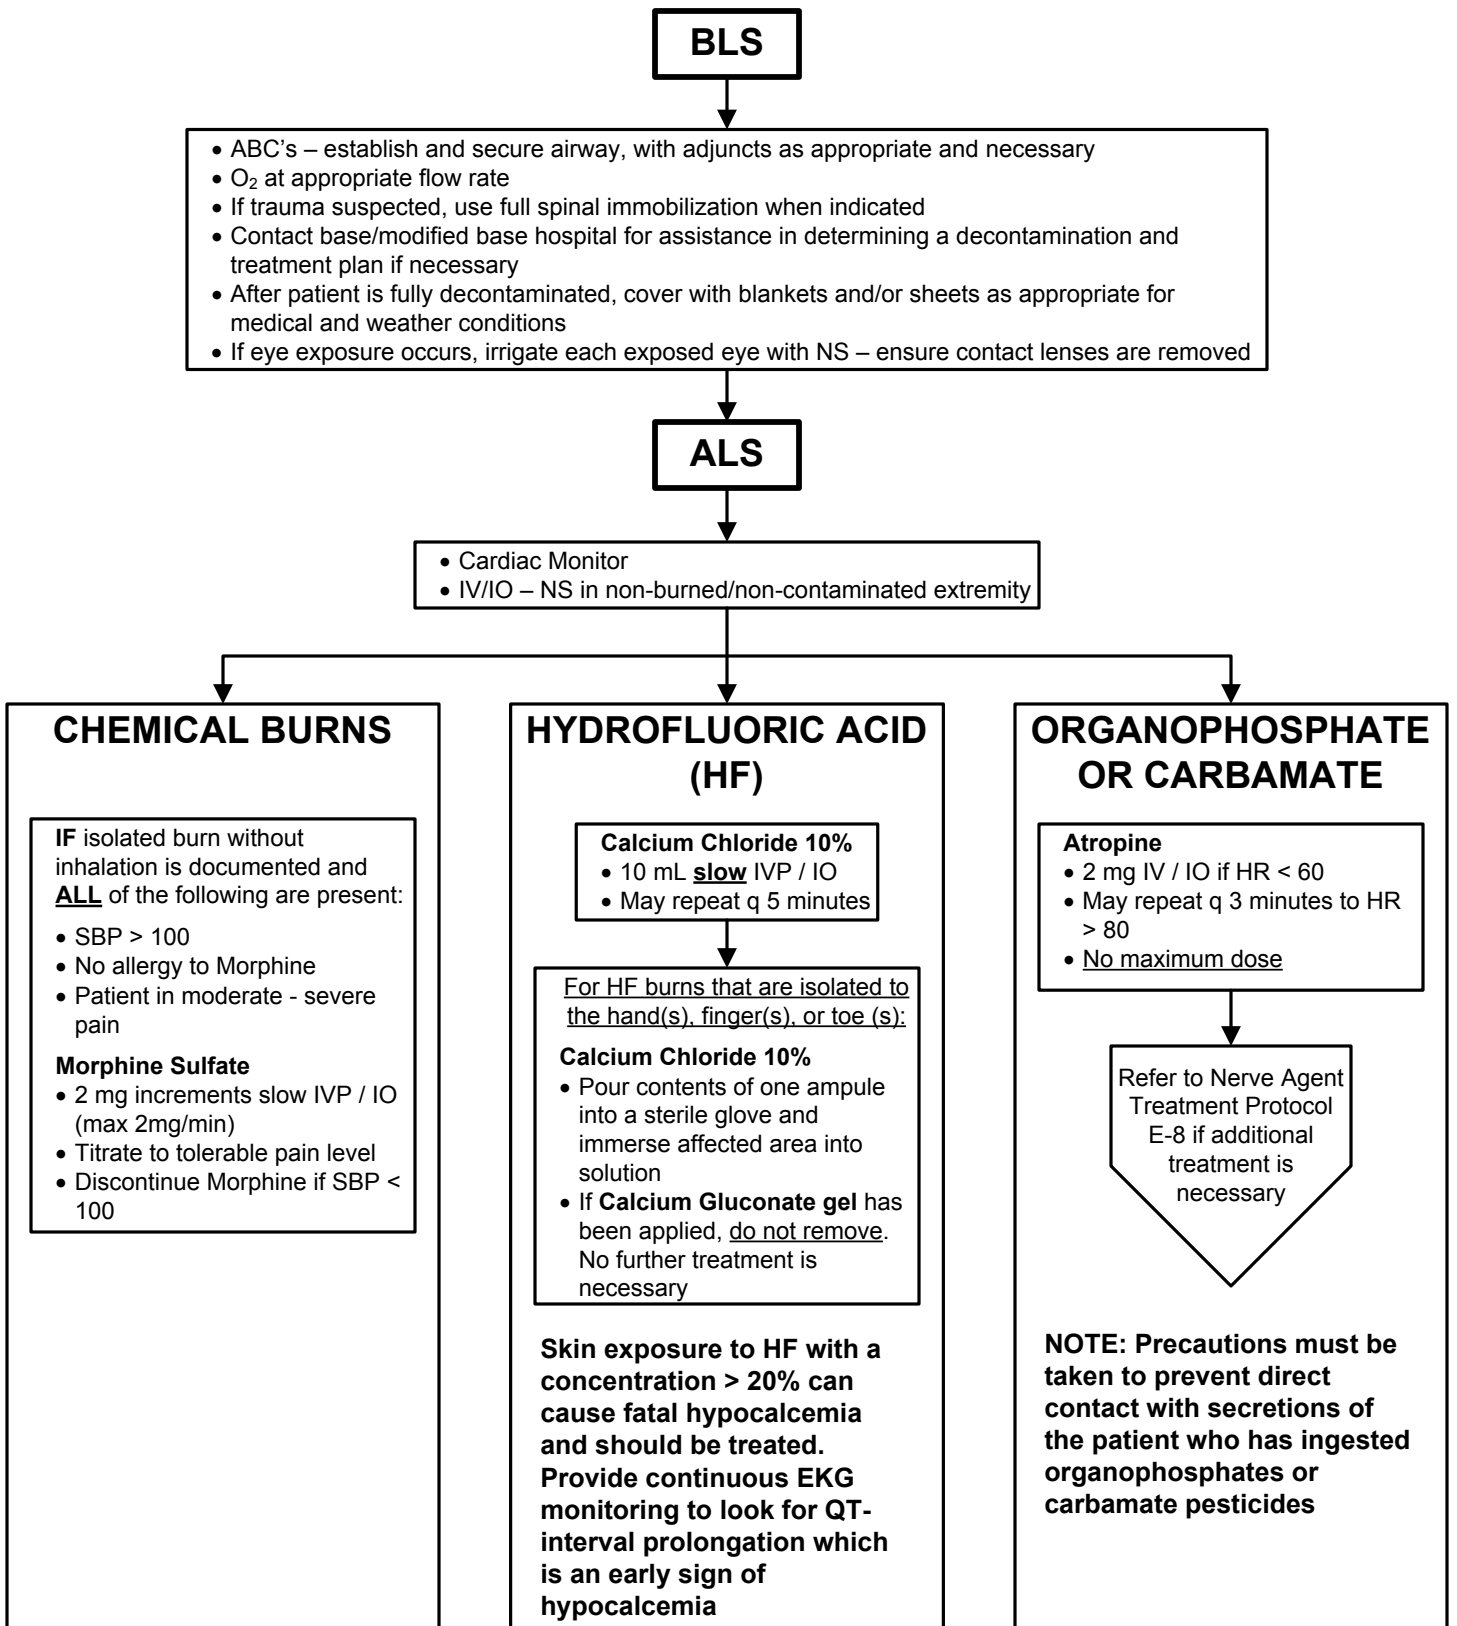 BLS
• ABC’s – establish and secure airway, with adjuncts as appropriate and necessary
• O₂ at appropriate flow rate
• If trauma suspected, use full spinal immobilization when indicated
• Contact base/modified base hospital for assistance in determining a decontamination and
treatment plan if necessary
• After patient is fully decontaminated, cover with blankets and/or sheets as appropriate for
medical and weather conditions
• If eye exposure occurs, irrigate each exposed eye with NS – ensure contact lenses are removed
ALS
• Cardiac Monitor
• IV/IO – NS in non-burned/non-contaminated extremity
CHEMICAL BURNS
IF isolated burn without
inhalation is documented and
ALL of the following are present:
• SBP > 100
• No allergy to Morphine
• Patient in moderate - severe
pain
Morphine Sulfate
• 2 mg increments slow IVP / IO
(max 2mg/min)
• Titrate to tolerable pain level
• Discontinue Morphine if SBP <
100
HYDROFLUORIC ACID
(HF)
Calcium Chloride 10%
• 10 mL slow IVP / IO
• May repeat q 5 minutes
For HF burns that are isolated to
the hand(s), finger(s), or toe (s):
Calcium Chloride 10%
• Pour contents of one ampule
into a sterile glove and
immerse affected area into
solution
• If Calcium Gluconate gel has
been applied, do not remove.
No further treatment is
necessary
Skin exposure to HF with a
concentration > 20% can
cause fatal hypocalcemia
and should be treated.
Provide continuous EKG
monitoring to look for QT-
interval prolongation which
is an early sign of
hypocalcemia
ORGANOPHOSPHATE
OR CARBAMATE
Atropine
• 2 mg IV / IO if HR < 60
• May repeat q 3 minutes to HR
> 80
• No maximum dose
Refer to Nerve Agent
Treatment Protocol
E-8 if additional
treatment is
necessary
NOTE: Precautions must be
taken to prevent direct
contact with secretions of
the patient who has ingested
organophosphates or
carbamate pesticides